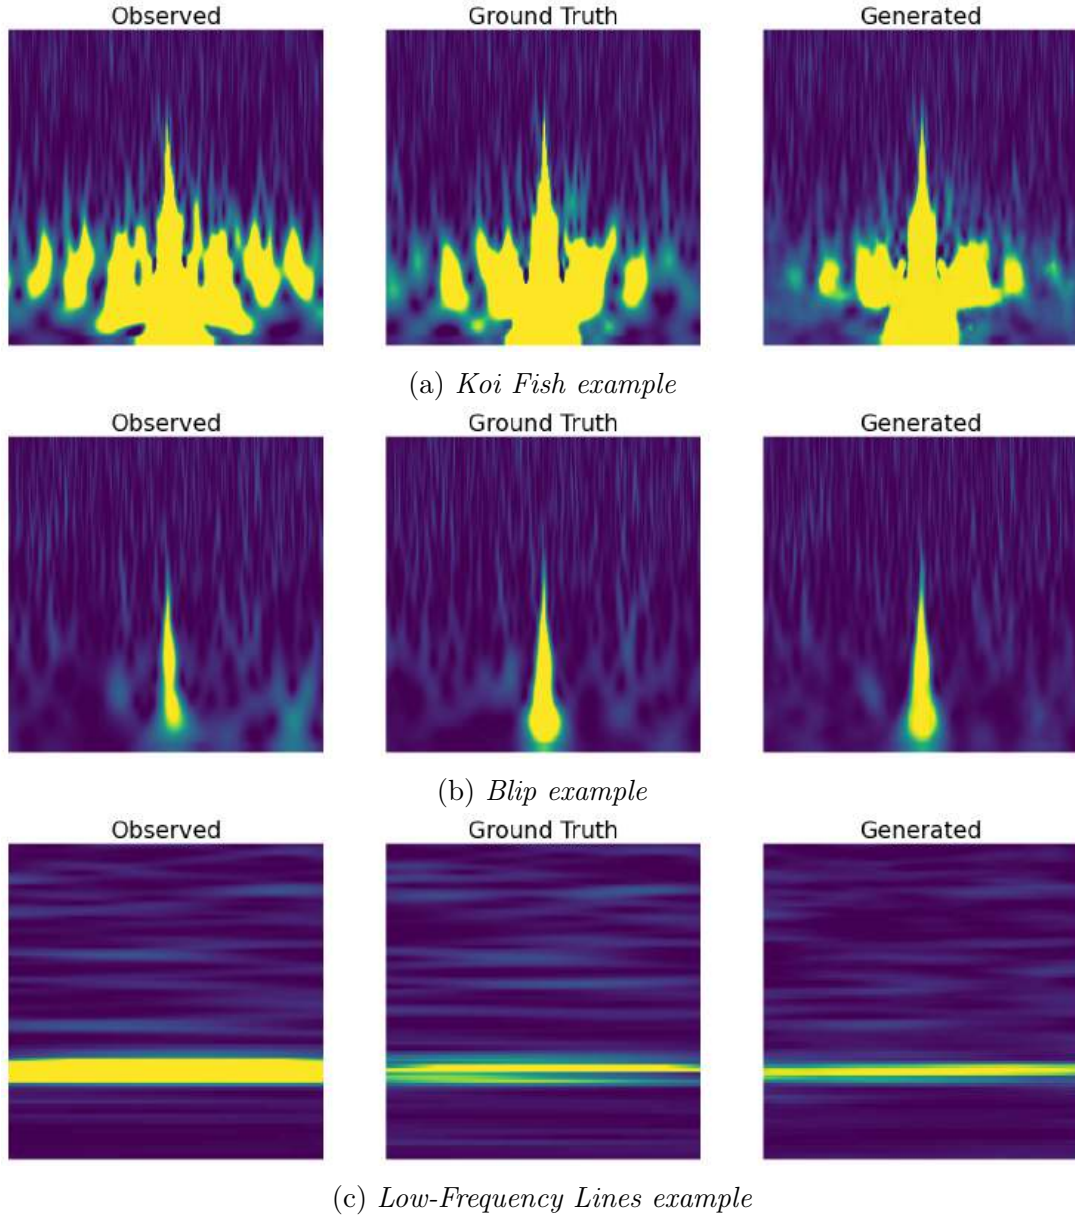 Observed Ground Truth Generated
(a) Koi Fish example
Observed Ground Truth Generated
(b) Blip example
Observed Ground Truth Generated
(c) Low-Frequency Lines example